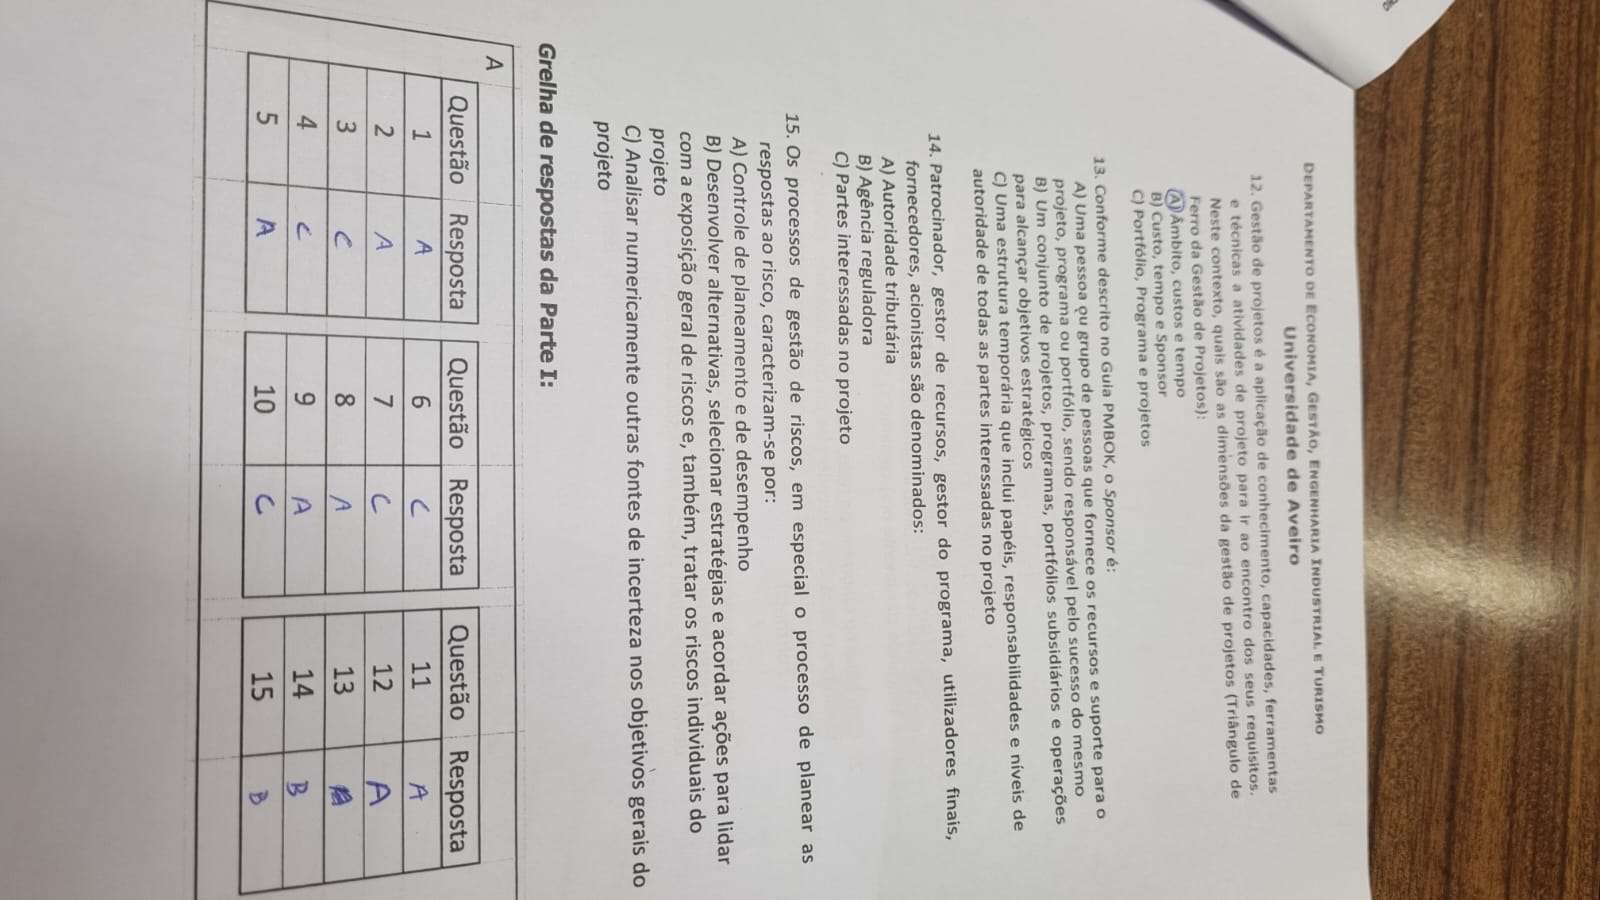 Departamento de Economia, Gestão, Engenharia Industrial e Turismo
Universidade de Aveiro
12. Gestão de projetos é a aplicação de conhecimento, capacidades, ferramentas
e técnicas a atividades de projeto para ir ao encontro dos seus requisitos.
Neste contexto, quais são as dimensões da gestão de projetos (Triângulo de
Ferro da Gestão de Projetos):
A) Âmbito, custos e tempo
B) Custo, tempo e Sponsor
C) Portfólio, Programa e projetos
13. Conforme descrito no Guia PMBOK, o Sponsor é:
A) Uma pessoa ou grupo de pessoas que fornece os recursos e suporte para o
projeto, programa ou portfólio, sendo responsável pelo sucesso do mesmo
B) Um conjunto de projetos, programas, portfólios subsidiários e operações
para alcançar objetivos estratégicos
C) Uma estrutura temporária que inclui papéis, responsabilidades e níveis de
autoridade de todas as partes interessadas no projeto
14. Patrocinador, gestor de recursos, gestor do programa, utilizadores finais,
fornecedores, acionistas são denominados:
A) Autoridade tributária
B) Agência reguladora
C) Partes interessadas no projeto
15. Os processos de gestão de riscos, em especial o processo de planear as
respostas ao risco, caracterizam-se por:
A) Controle de planeamento e de desempenho
B) Desenvolver alternativas, selecionar estratégias e acordar ações para lidar
com a exposição geral de riscos e, também, tratar os riscos individuais do
projeto
C) Analisar numericamente outras fontes de incerteza nos objetivos gerais do
projeto
Grelha de respostas da Parte I:
A
Questão Resposta Questão Resposta Questão Resposta
1 A 6 C 11 A
2 A 7 C 12 A
3 C 8 A 13
4 C 9 A 14 B
5 A 10 C 15 B